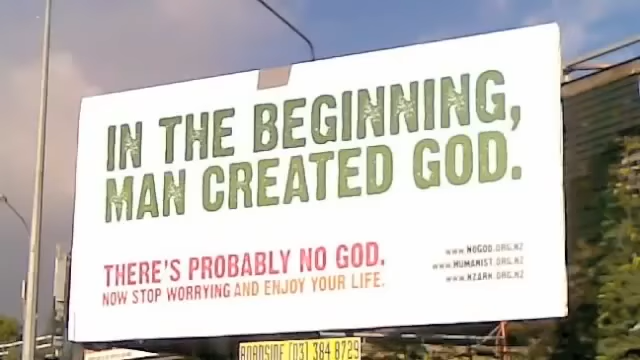 IN THE BEGINNING,
MAN CREATED GOD.
THERE'S PROBABLY NO GOD.
NOW STOP WORRYING AND ENJOY YOUR LIFE.
WWW.NOGOD.ORG.NZ
WWW.HUMANIST.ORG.NZ
WWW.NZARH.ORG.NZ
ROADSIDE (03) 384 8729